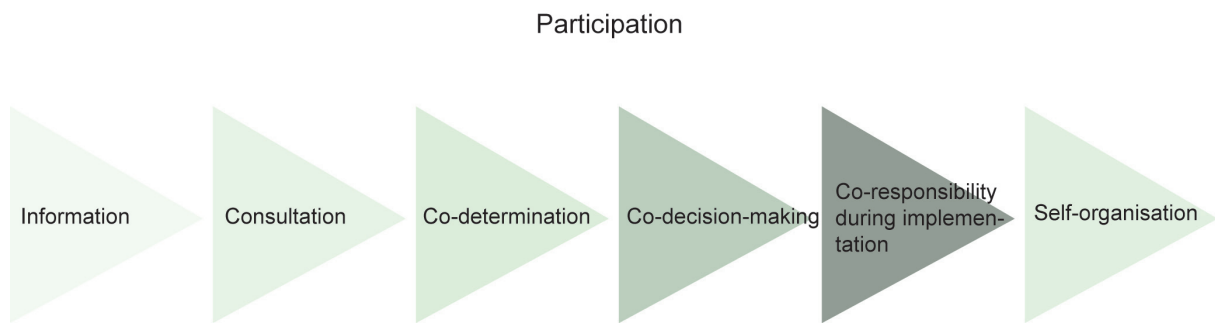 Participation
Information
Consultation
Co-determination
Co-decision-making
Co-responsibility
during implemen-
tation
Self-organisation